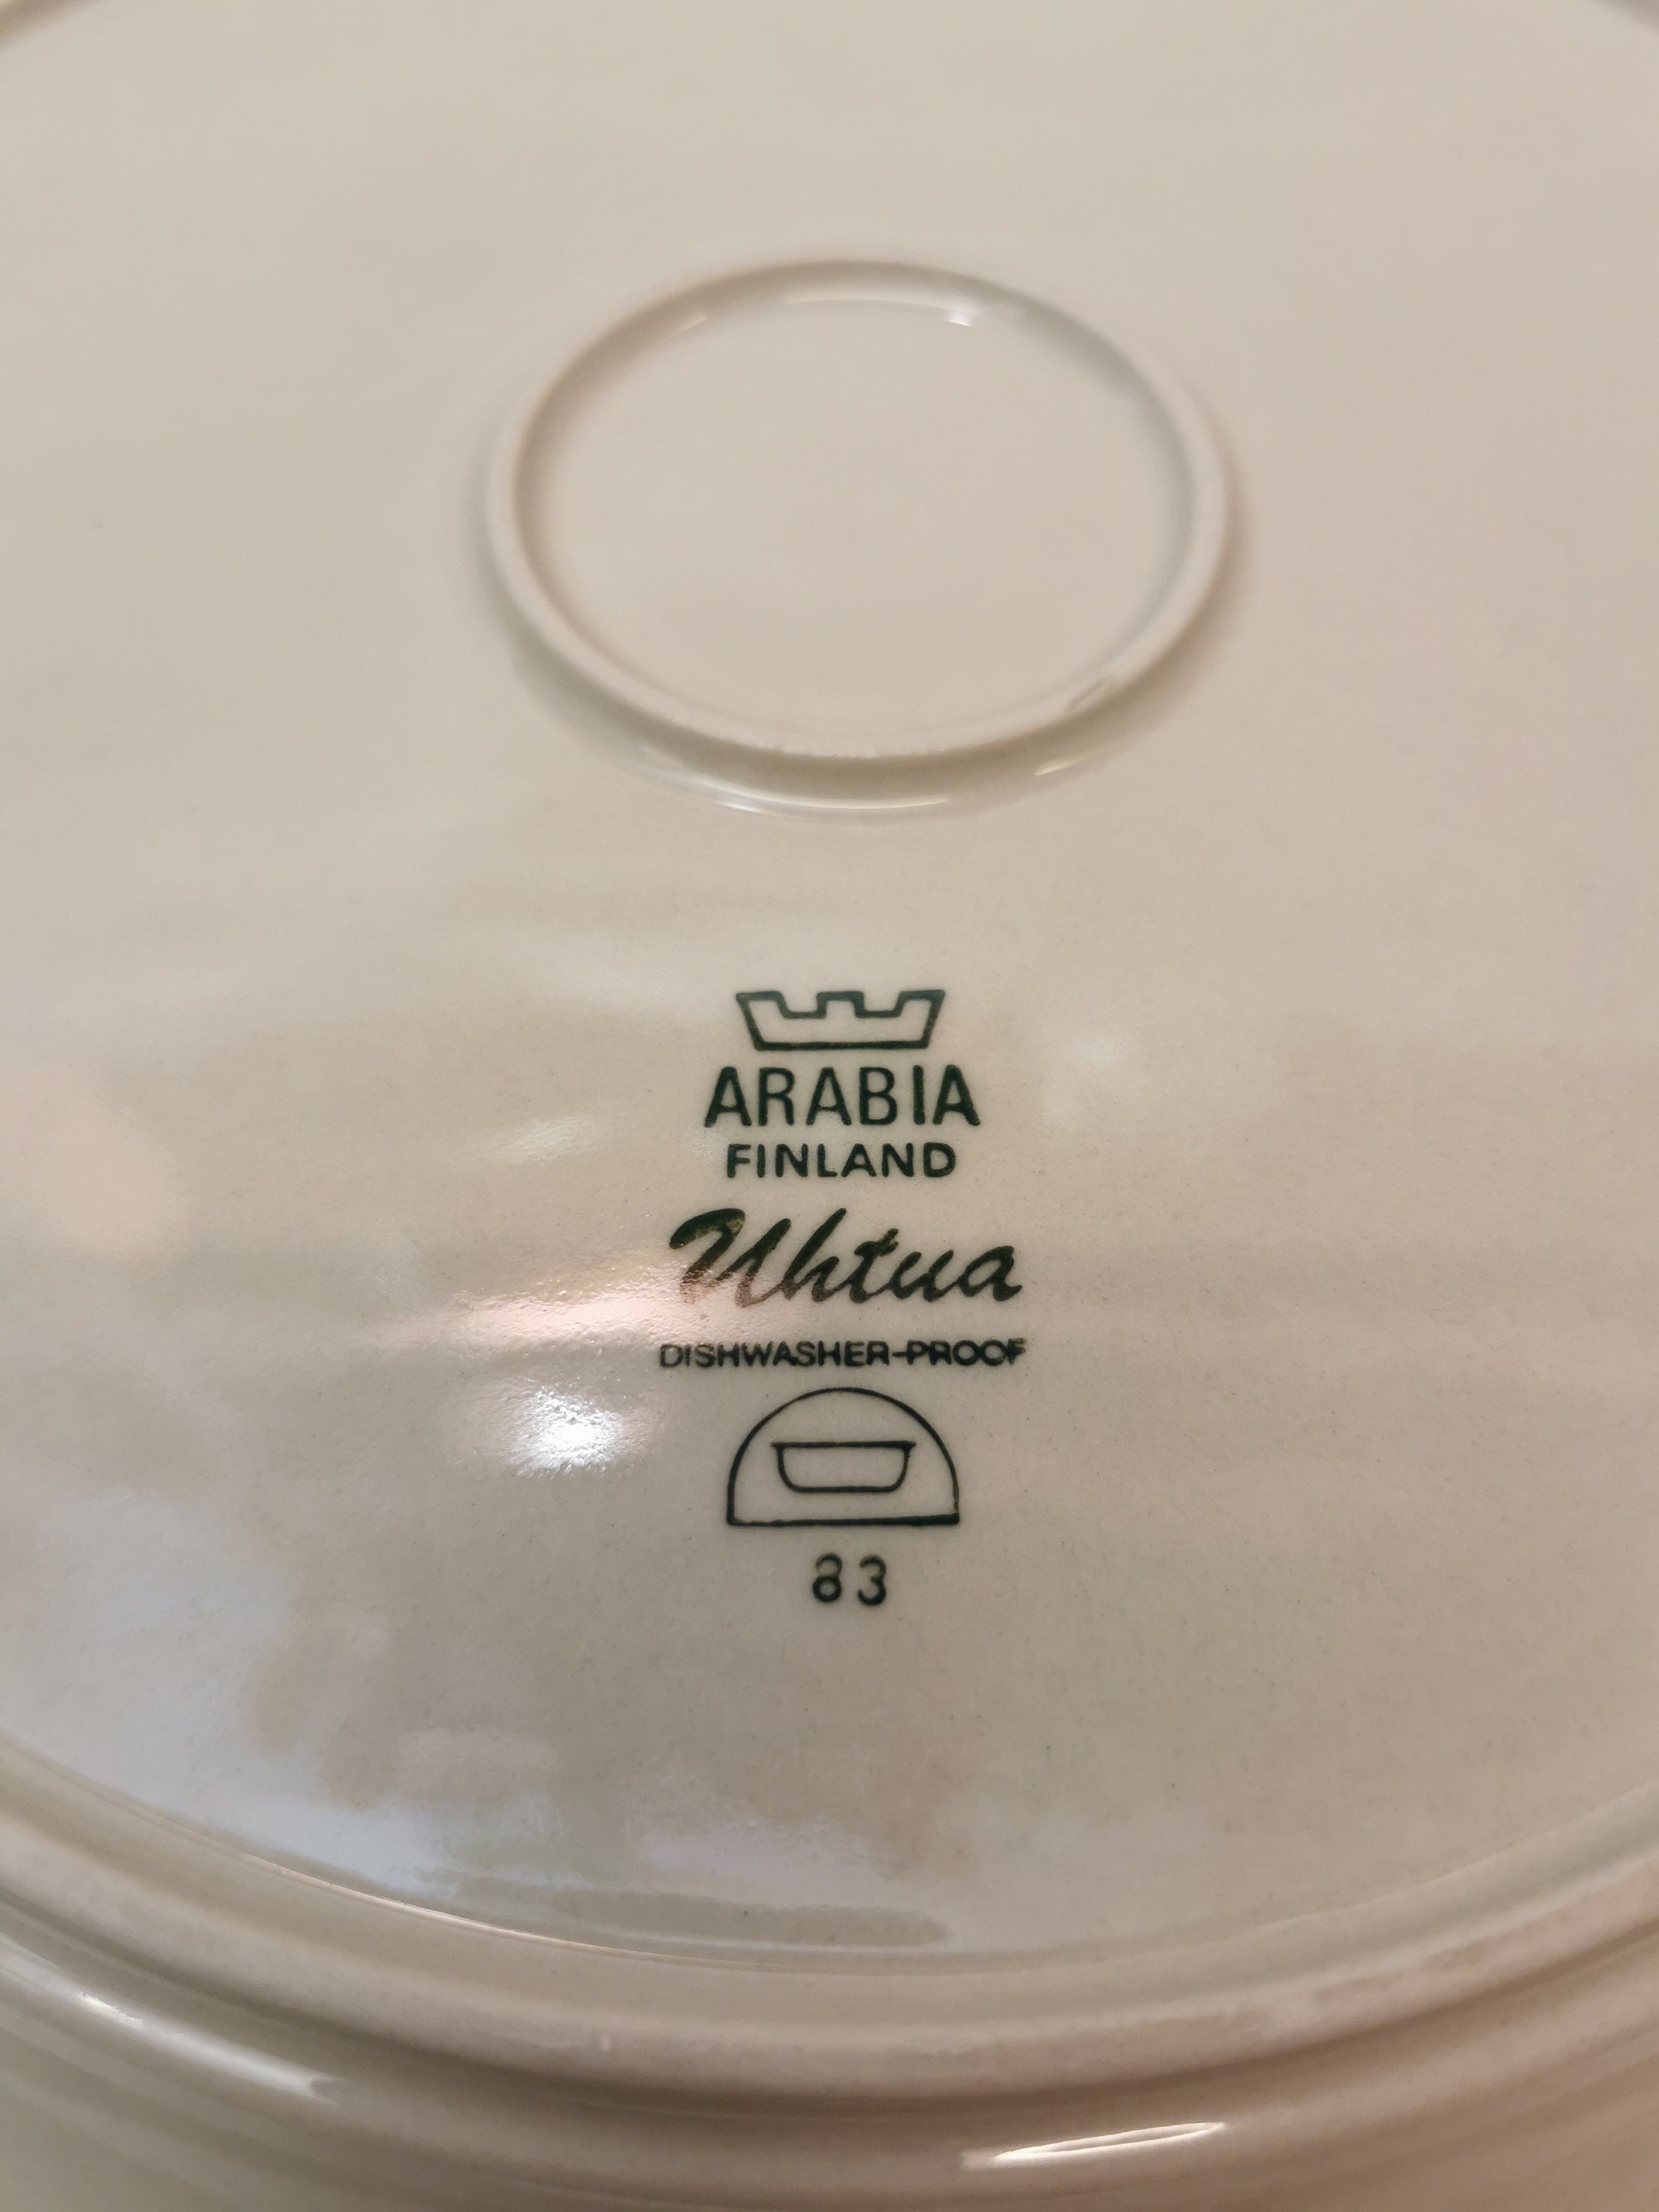 ARABIA
FINLAND
Uhtua
DISHWASHER-PROOF
83